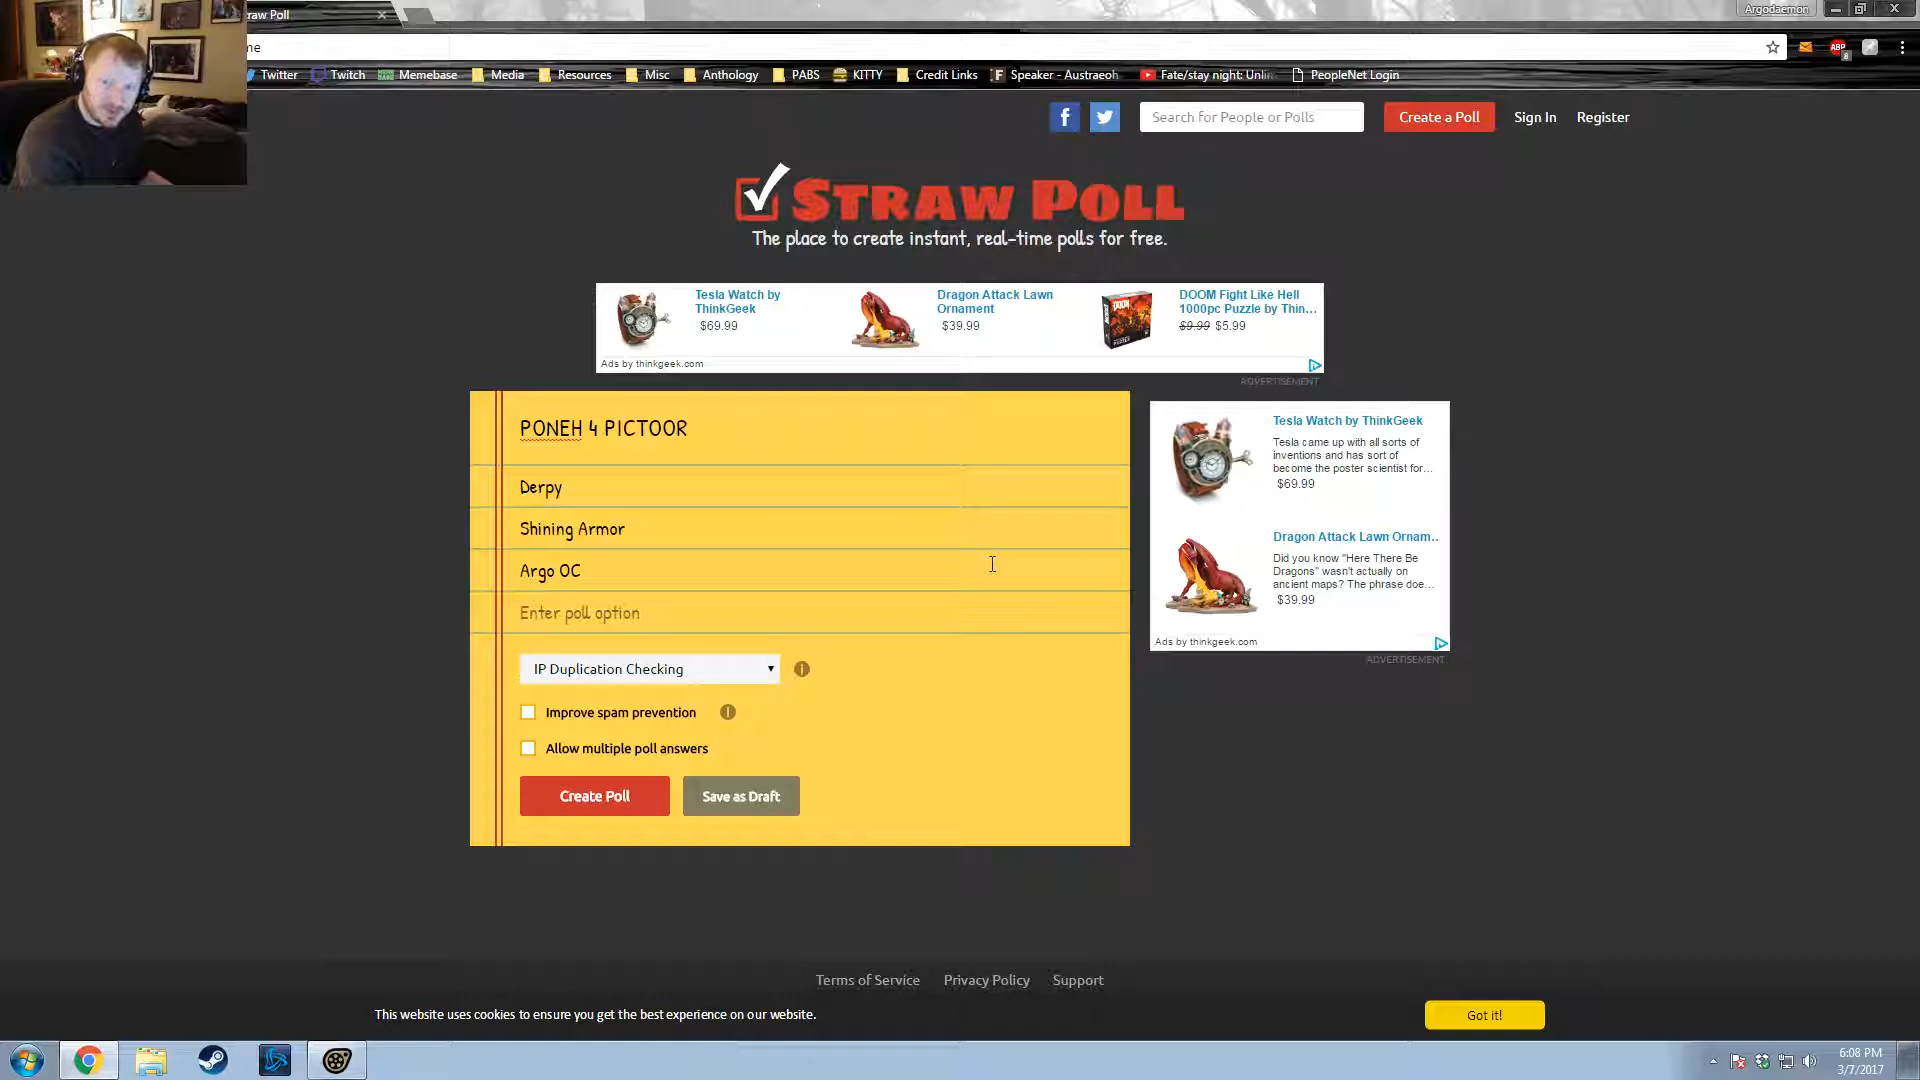 raw Poll
Argodaemon
me
Twitter
Twitch
Memebase
Media
Resources
Misc
Anthology
PABS
KITTY
Credit Links
Speaker - Austraeoh
Fate/stay night: Unli
PeopleNet Login
ABP
8
Search for People or Polls
Create a Poll
Sign In
Register
STRAW POLL
The place to create instant, real-time polls for free.
Tesla Watch by
ThinkGeek
$69.99
Dragon Attack Lawn
Ornament
$39.99
DOOM Fight Like Hell
1000pc Puzzle by Thin...
$9.99 $5.99
Ads by thinkgeek.com
ADVERTISEMENT
PONEH 4 PICTOOR
Derpy
Shining Armor
Argo OC
Enter poll option
IP Duplication Checking
Improve spam prevention
Allow multiple poll answers
Create Poll
Save as Draft
Tesla Watch by ThinkGeek
Tesla came up with all sorts of
inventions and has sort of
become the poster scientist for...
$69.99
Dragon Attack Lawn Ornam..
Did you know "Here There Be
Dragons" wasn't actually on
ancient maps? The phrase doe...
$39.99
Ads by thinkgeek.com
ADVERTISEMENT
Terms of Service
Privacy Policy
Support
This website uses cookies to ensure you get the best experience on our website.
Got it!
6:08 PM
3/7/2017